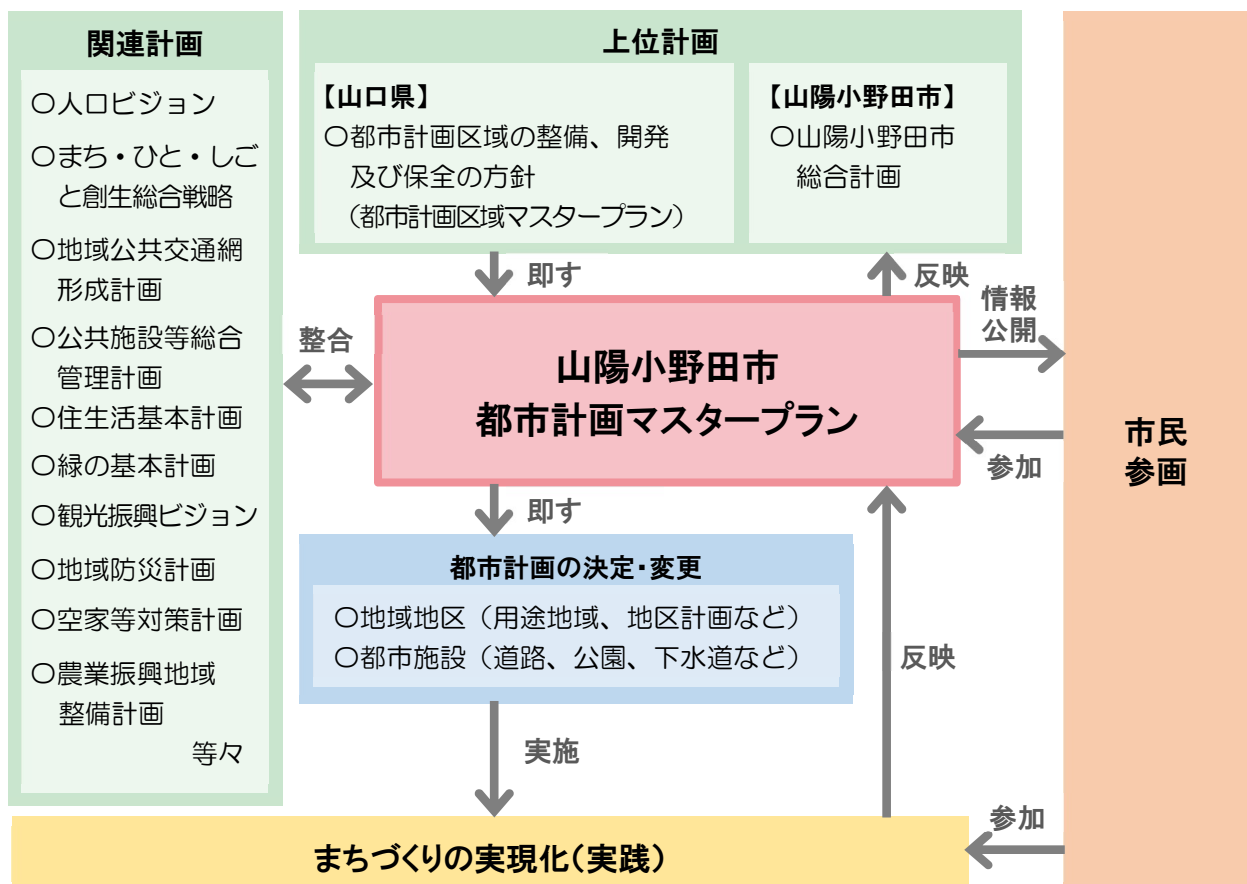 関連計画
〇人口ビジョン
〇まち・ひと・しご
と創生総合戦略
〇地域公共交通網
形成計画
〇公共施設等総合
管理計画
〇住生活基本計画
〇緑の基本計画
〇観光振興ビジョン
〇地域防災計画
〇空家等対策計画
〇農業振興地域
整備計画
等々
上位計画
【山口県】
〇都市計画区域の整備、開発
及び保全の方針
（都市計画区域マスタープラン）
【山陽小野田市】
〇山陽小野田市
総合計画
即す
反映
情報
公開
整合
山陽小野田市
都市計画マスタープラン
参加
市民
参画
即す
都市計画の決定・変更
〇地域地区（用途地域、地区計画など）
〇都市施設（道路、公園、下水道など）
反映
実施
参加
まちづくりの実現化（実践）